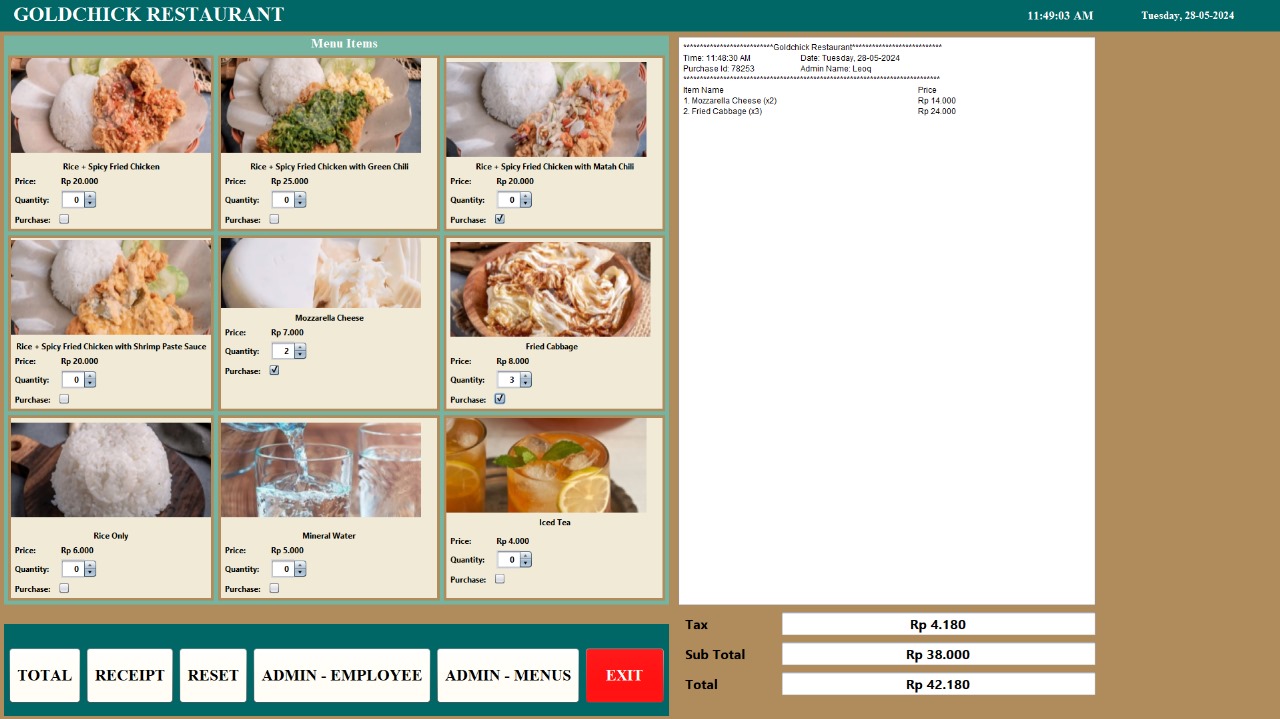 GOLDCHICK RESTAURANT
11:49:03 AM
Tuesday, 28-05-2024
Menu Items
Rice + Spicy Fried Chicken
Price: Rp 20.000
Quantity: 0
Purchase:
Rice + Spicy Fried Chicken with Green Chili
Price: Rp 25.000
Quantity: 0
Purchase:
Rice + Spicy Fried Chicken with Matah Chili
Price: Rp 20.000
Quantity: 0
Purchase:
Rice + Spicy Fried Chicken with Shrimp Paste Sauce
Price: Rp 20.000
Quantity: 0
Purchase:
Mozzarella Cheese
Price: Rp 7.000
Quantity: 2
Purchase:
Fried Cabbage
Price: Rp 8.000
Quantity: 3
Purchase:
Rice Only
Price: Rp 6.000
Quantity: 0
Purchase:
Mineral Water
Price: Rp 5.000
Quantity: 0
Purchase:
Iced Tea
Price: Rp 4.000
Quantity: 0
Purchase:
TOTAL
RECEIPT
RESET
ADMIN - EMPLOYEE
ADMIN - MENUS
EXIT
***************************Goldchick Restaurant***************************
Time: 11:48:30 AM Date: Tuesday, 28-05-2024
Purchase Id: 78253 Admin Name: Leoq
*****************************************************************************
Item Name Price
1. Mozzarella Cheese (x2) Rp 14.000
2. Fried Cabbage (x3) Rp 24.000
Tax Rp 4.180
Sub Total Rp 38.000
Total Rp 42.180